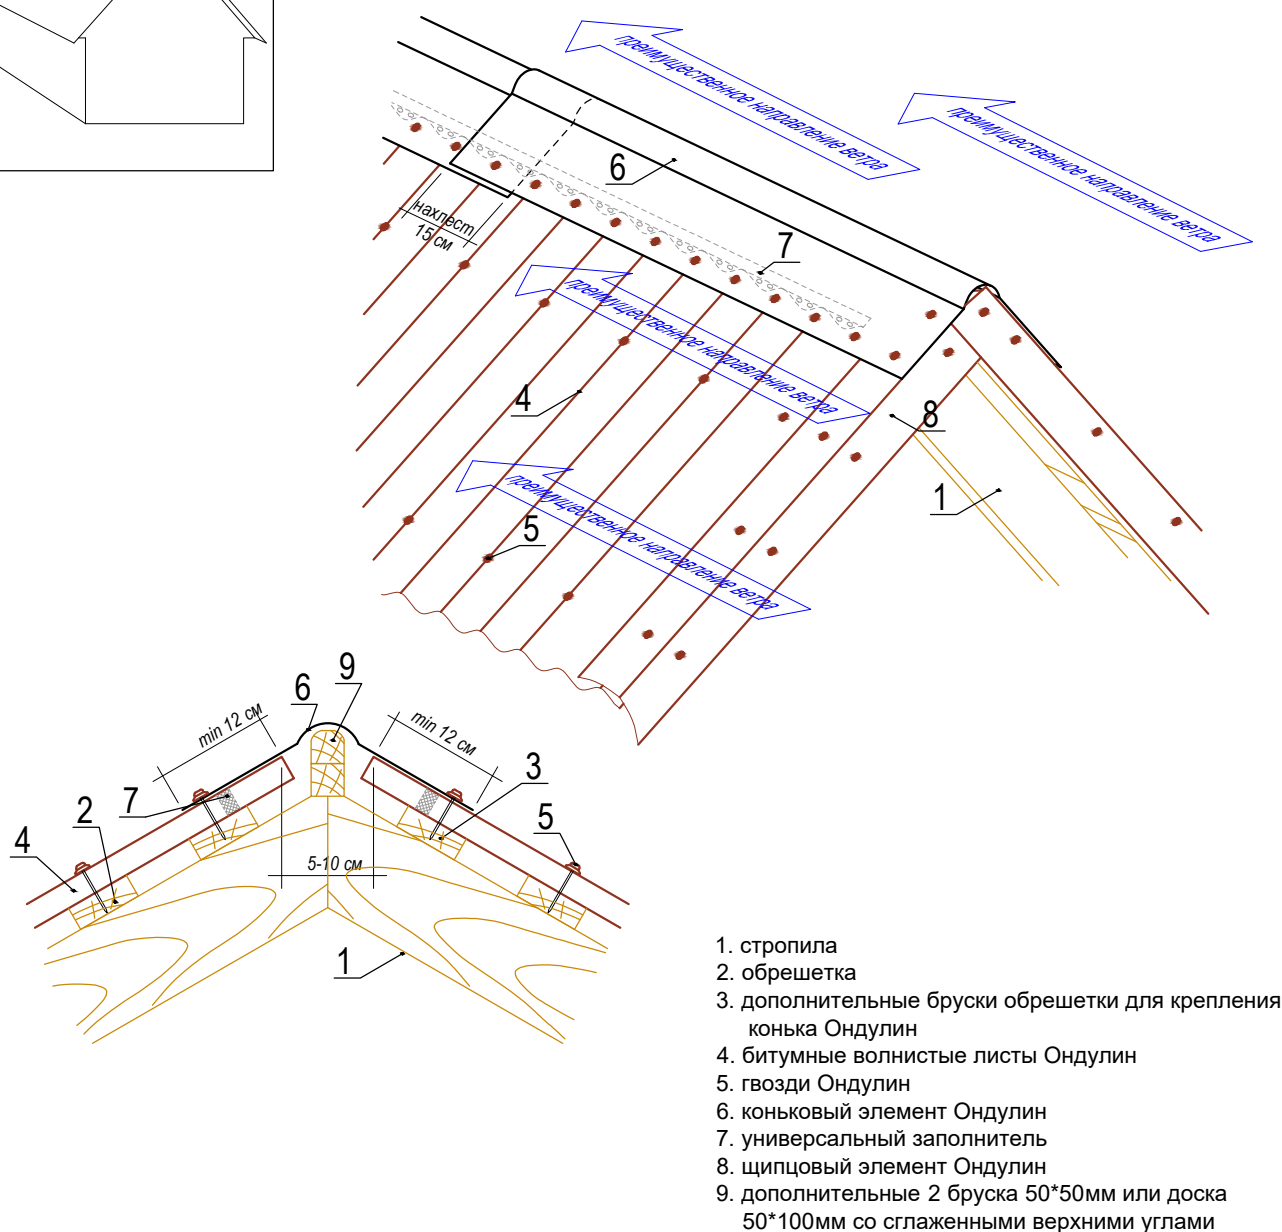 преимущественное направление ветра
преимущественное направление ветра
6
7
нахлест
15 см
преимущественное направление ветра
4
8
1
преимущественное направление ветра
5
9
6
min 12 см
min 12 см
3
7
2
5
4
5-10 см
1
1. стропила
2. обрешетка
3. дополнительные бруски обрешетки для крепления
конька Ондулин
4. битумные волнистые листы Ондулин
5. гвозди Ондулин
6. коньковый элемент Ондулин
7. универсальный заполнитель
8. щипцовый элемент Ондулин
9. дополнительные 2 бруска 50*50мм или доска
50*100мм со сглаженными верхними углами